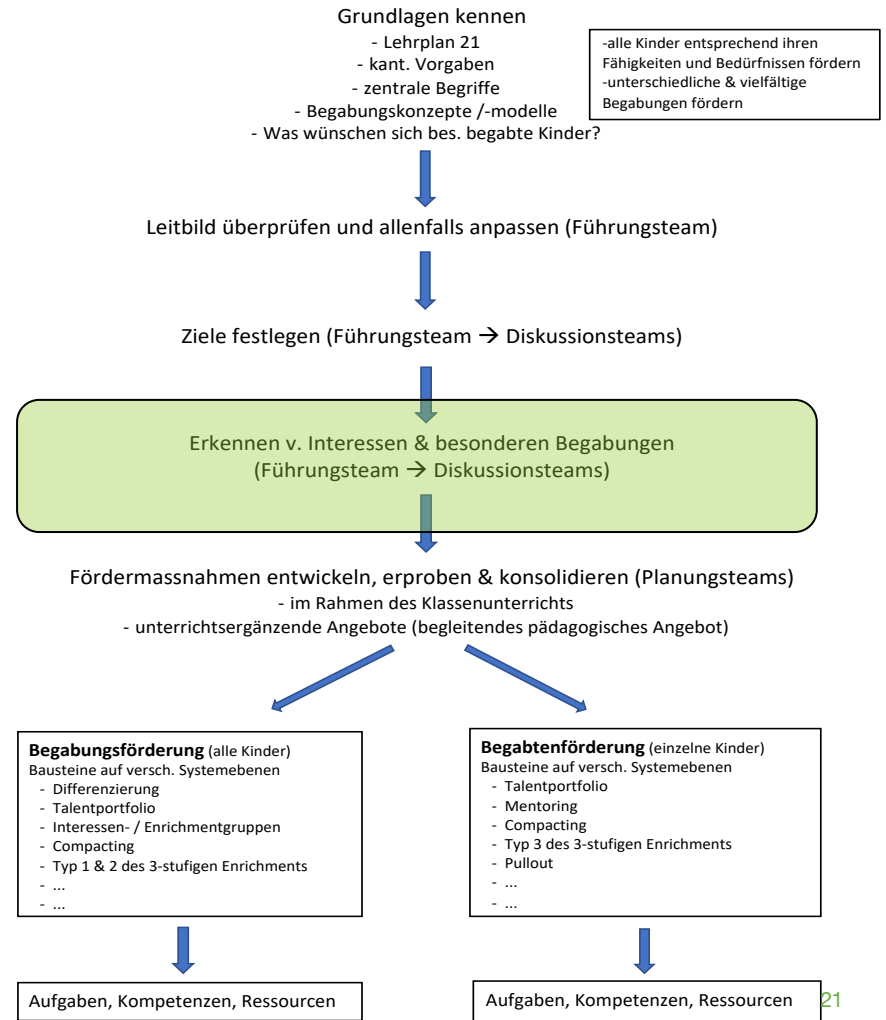 Grundlagen kennen
- Lehrplan 21
- kant. Vorgaben
- zentrale Begriffe
- Begabungskonzepte /-modelle
- Was wünschen sich bes. begabte Kinder?
-alle Kinder entsprechend ihren
Fähigkeiten und Bedürfnissen fördern
-unterschiedliche & vielfältige
Begabungen fördern
Leitbild überprüfen und allenfalls anpassen (Führungsteam)
Ziele festlegen (Führungsteam → Diskussionsteams)
Erkennen v. Interessen & besonderen Begabungen
(Führungsteam → Diskussionsteams)
Fördermassnahmen entwickeln, erproben & konsolidieren (Planungsteams)
- im Rahmen des Klassenunterrichts
- unterrichtsergänzende Angebote (begleitendes pädagogisches Angebot)
Begabungsförderung (alle Kinder)
Bausteine auf versch. Systemebenen
- Differenzierung
- Talentportfolio
- Interessen- / Enrichmentgruppen
- Compacting
- Typ 1 & 2 des 3-stufigen Enrichments
- ...
- ...
Begabtenförderung (einzelne Kinder)
Bausteine auf versch. Systemebenen
- Talentportfolio
- Mentoring
- Compacting
- Typ 3 des 3-stufigen Enrichments
- Pullout
- ...
- ...
Aufgaben, Kompetenzen, Ressourcen
Aufgaben, Kompetenzen, Ressourcen
21